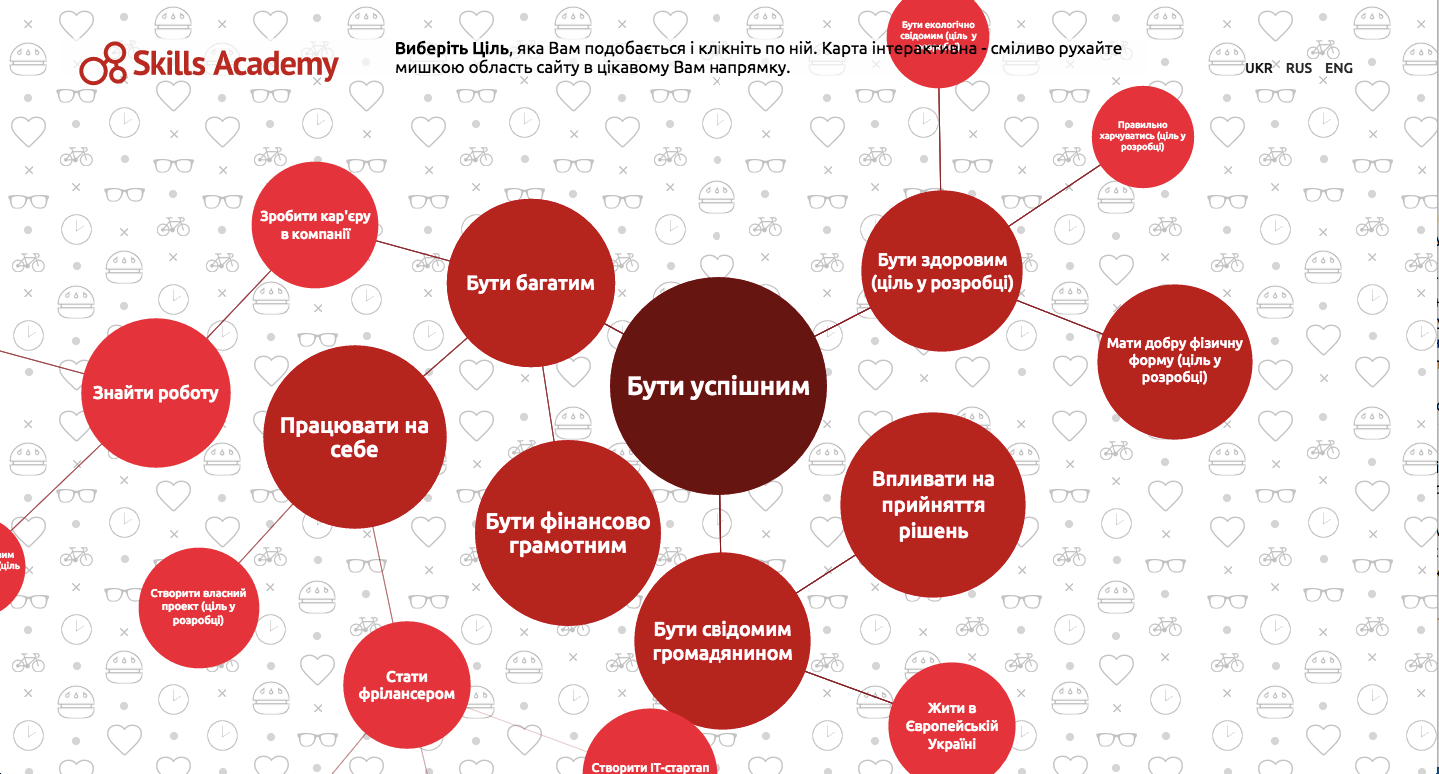 Skills Academy
Виберіть Ціль, яка Вам подобається і клікніть по ній. Карта інтерактивна - сміливо рухайте
мишкою область сайту в цікавому Вам напрямку.
UKR RUS ENG
Бути екологічно
свідомим (ціль у
Правильно
харчуватись (ціль у
розробці)
Зробити кар'єру
в компанії
Бути багатим
Бути здоровим
(ціль у розробці)
Мати добру фізичну
форму (ціль у
розробці)
Бути успішним
Знайти роботу
Працювати на
себе
Впливати на
прийняття
рішень
Бути фінансово
грамотним
(ціль
Створити власний
проект (ціль у
розробці)
Бути свідомим
громадянином
Стати
фрілансером
Жити в
Європейській
Україні
Створити ІТ-стартап